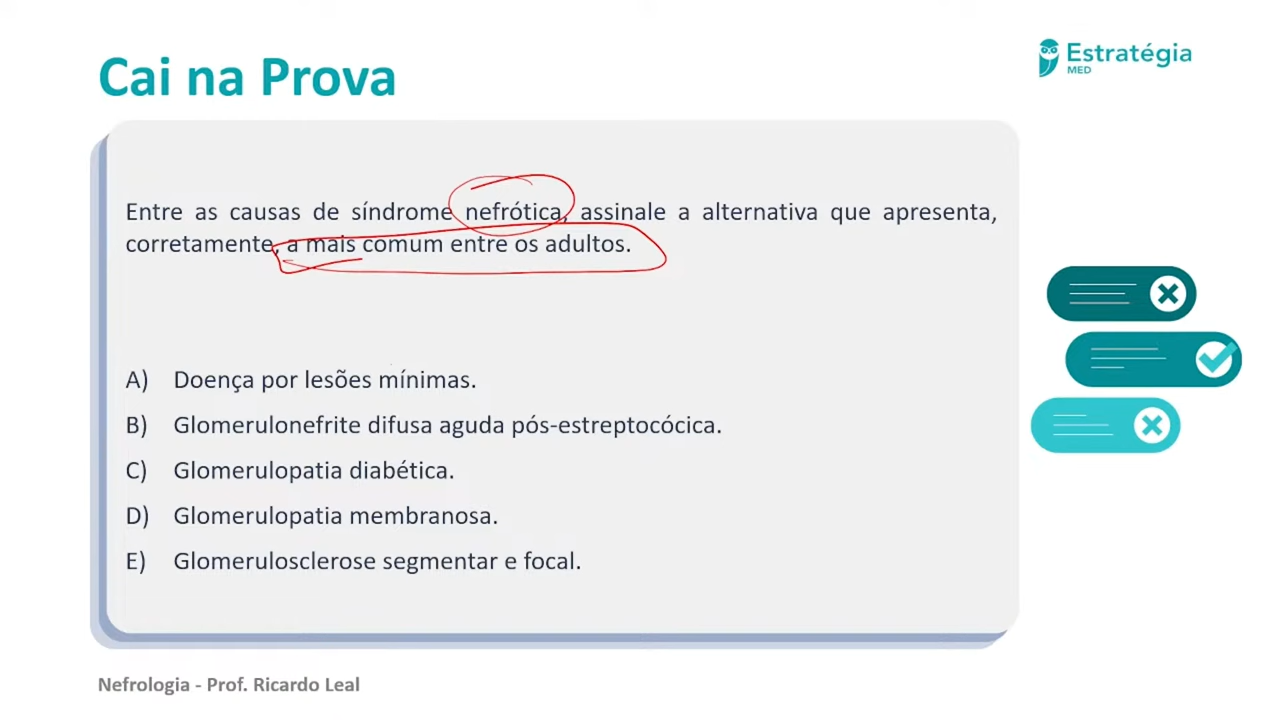 Cai na Prova
Estratégia
MED
Entre as causas de síndrome nefrótica, assinale a alternativa que apresenta,
corretamente, a mais comum entre os adultos.
A) Doença por lesões mínimas.
B) Glomerulonefrite difusa aguda pós-estreptocócica.
C) Glomerulopatia diabética.
D) Glomerulopatia membranosa.
E) Glomerulosclerose segmentar e focal.
Nefrologia - Prof. Ricardo Leal